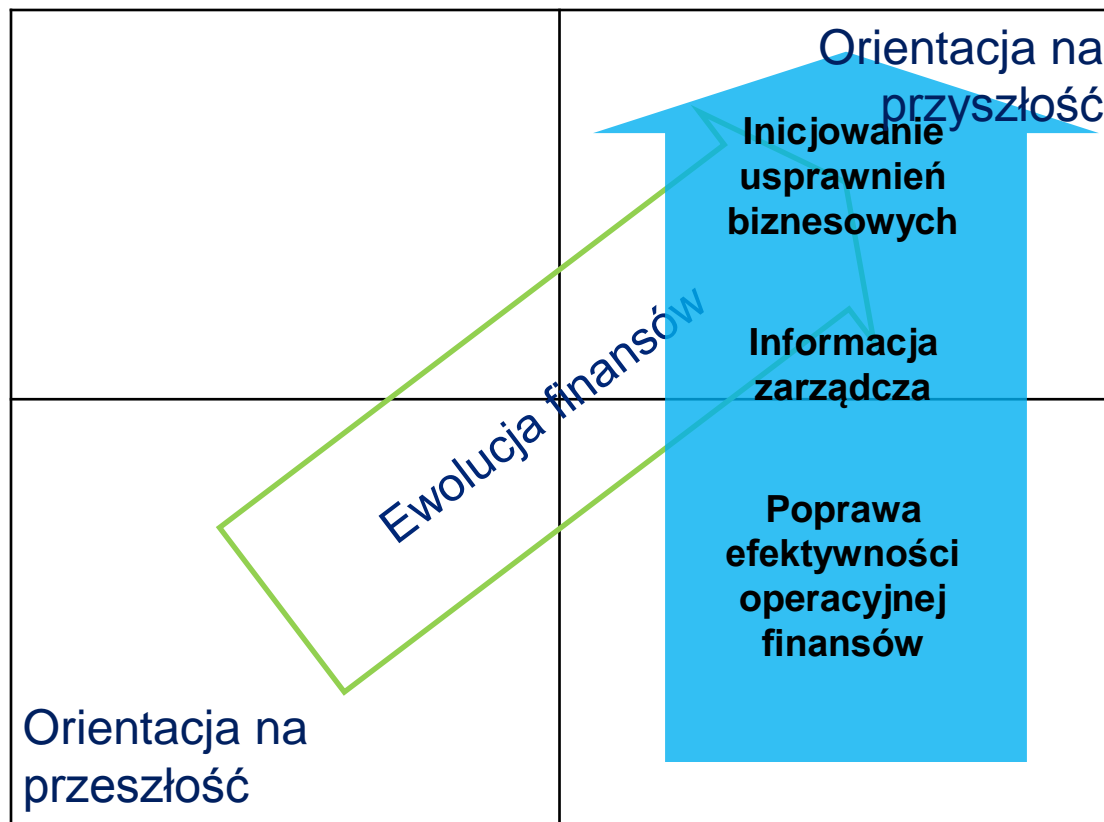 Orientacja na
przyszłość
Inicjowanie
usprawnień
biznesowych
Informacja
zarządcza
Ewolucja finansów
Poprawa
efektywności
operacyjnej
finansów
Orientacja na
przeszłość